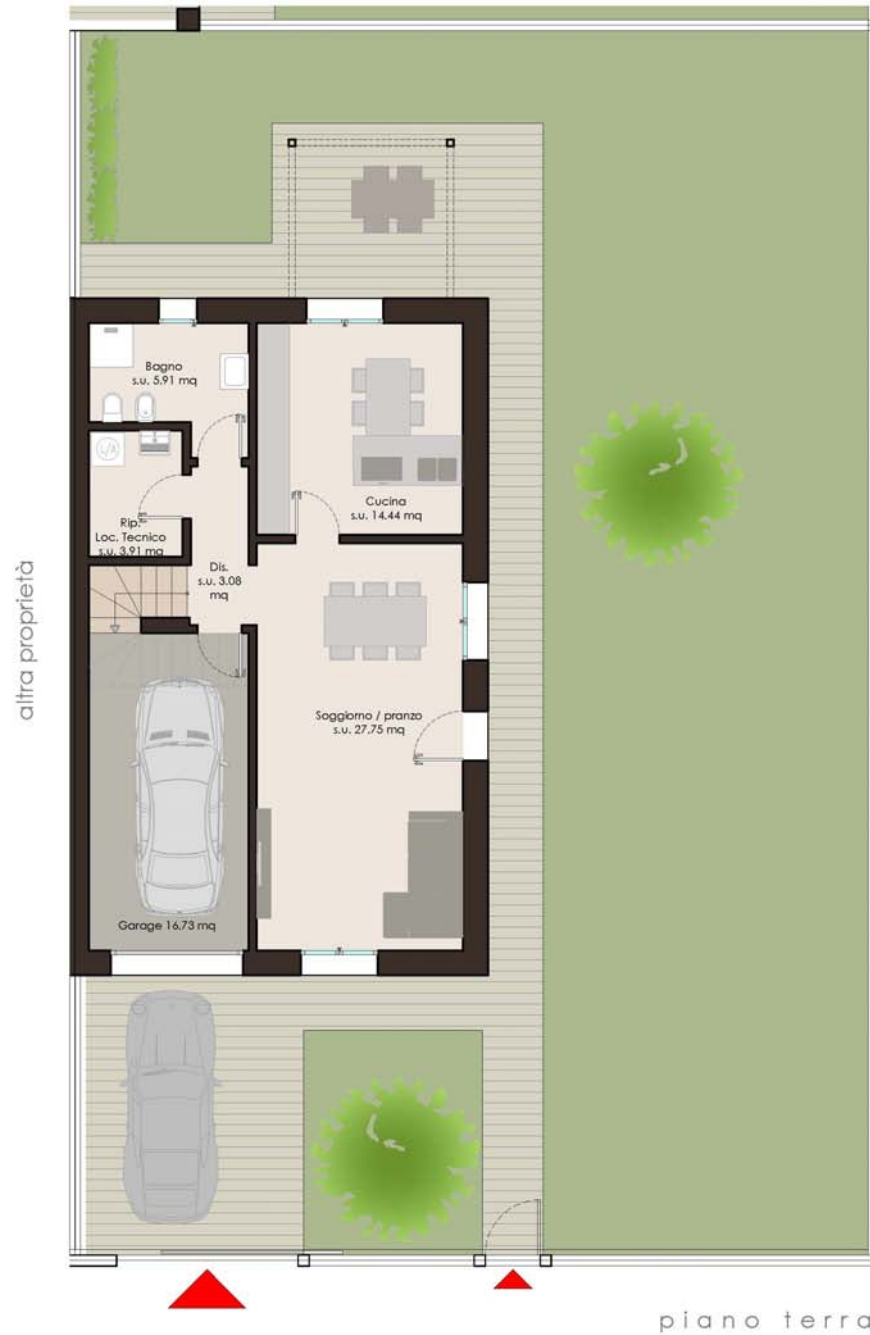 Bagno
s.u. 5.91 mq
Cucina
s.u. 14.44 mq
L/A
Rip.
Loc. Tecnico
s.u. 3.91 mq
Dis.
s.u. 3.08
mq
altra proprietà
Soggiorno / pranzo
s.u. 27.75 mq
Garage 16.73 mq
piano terra